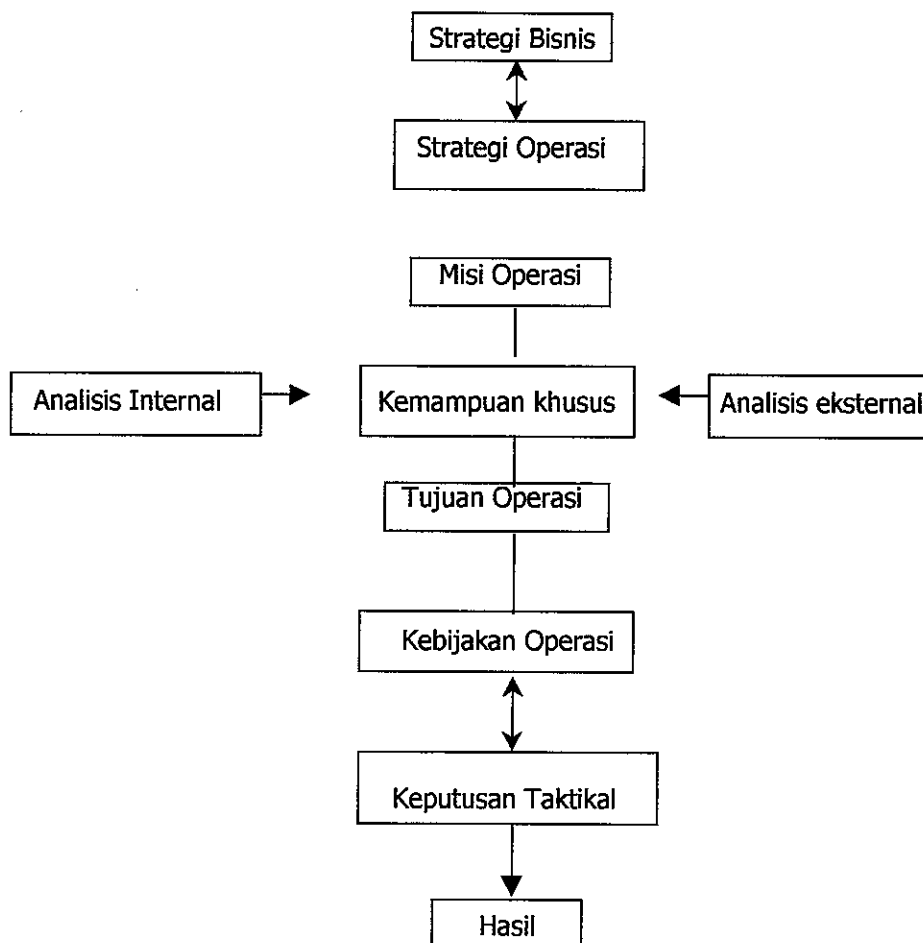 Strategi Bisnis
Strategi Operasi
Misi Operasi
Analisis Internal
Kemampuan khusus
Analisis eksternal
Tujuan Operasi
Kebijakan Operasi
Keputusan Taktikal
Hasil